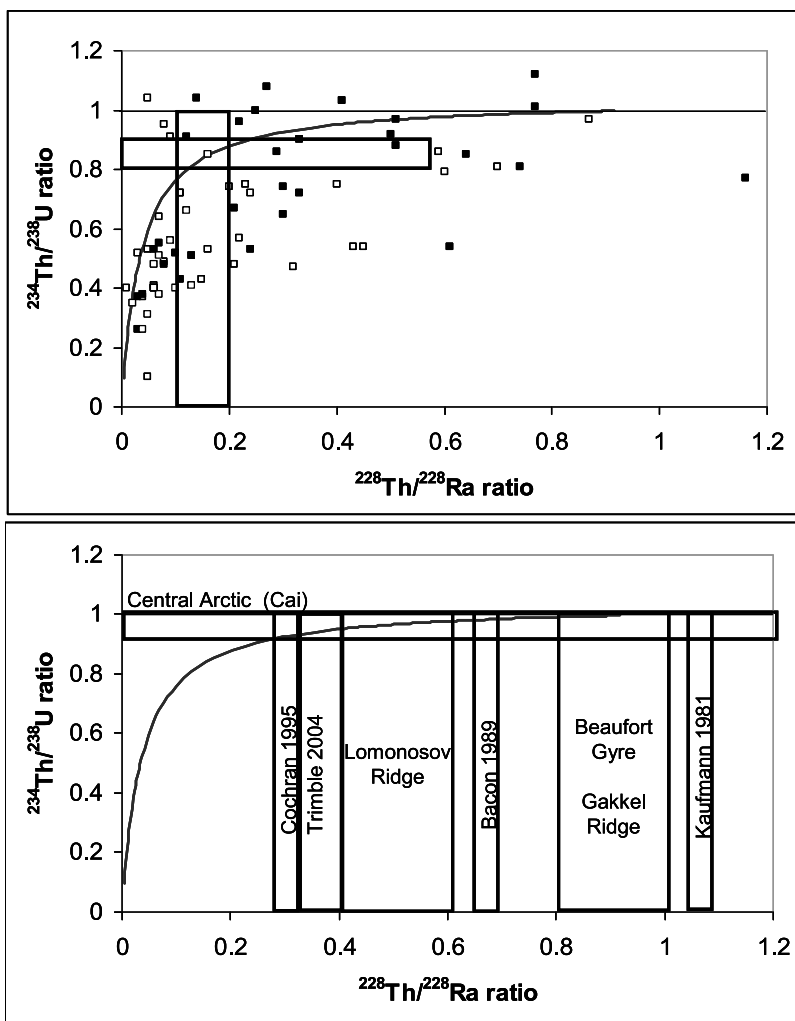 1.2
1
0.8
0.6
0.4
0.2
0
²³⁴Th/²³⁸U ratio
0 0.2 0.4 0.6 0.8 1 1.2
²²⁸Th/²²⁸Ra ratio
1.2
1
0.8
0.6
0.4
0.2
0
²³⁴Th/²³⁸U ratio
Central Arctic (Cai)
Cochran 1995
Trimble 2004
Lomonosov
Ridge
Bacon 1989
Beaufort
Gyre
Gakkel
Ridge
Kaufmann 1981
0 0.2 0.4 0.6 0.8 1 1.2
²²⁸Th/²²⁸Ra ratio